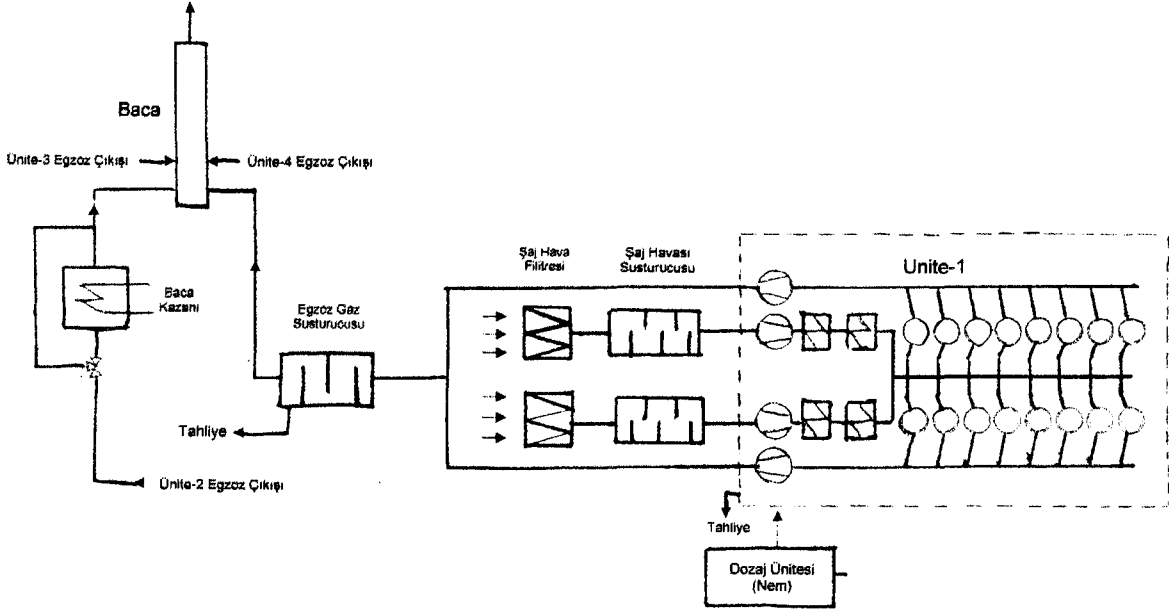 Baca
Ünite-3 Egzoz Çıkışı
Ünite-4 Egzoz Çıkışı
Şaj Hava
Filitresi
Şaj Havası
Susturucusu
Unite-1
Baca
Kazanı
Egzoz Gaz
Susturucusu
Tahliye
Ünite-2 Egzoz Çıkışı
Tahliye
Dozaj Ünitesi
(Nem)